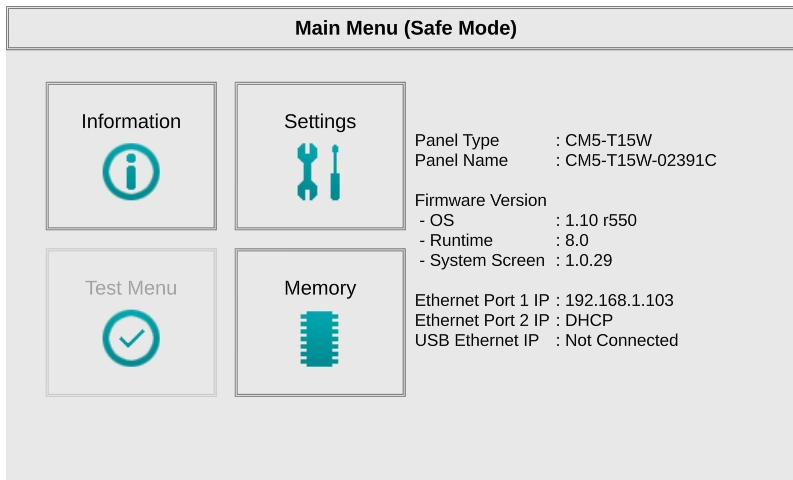 Main Menu (Safe Mode)
Information
Settings
Test Menu
Memory
Panel Type : CM5-T15W
Panel Name : CM5-T15W-02391C
Firmware Version
- OS : 1.10 r550
- Runtime : 8.0
- System Screen : 1.0.29
Ethernet Port 1 IP : 192.168.1.103
Ethernet Port 2 IP : DHCP
USB Ethernet IP : Not Connected